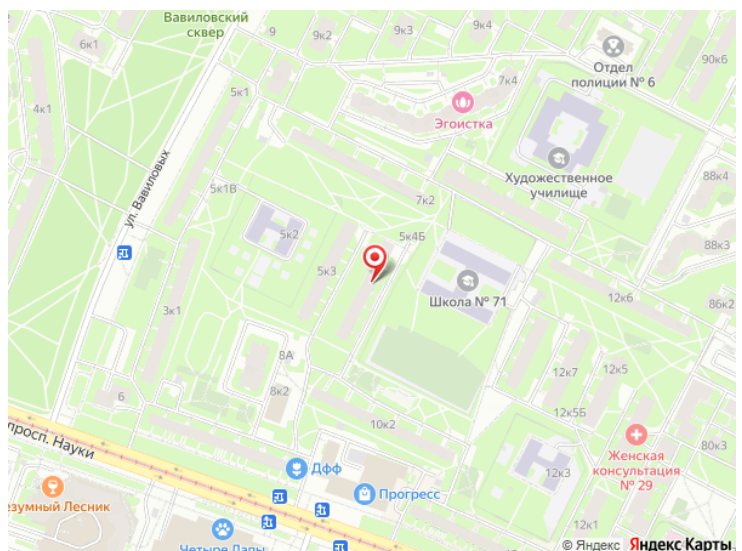 Вавиловский
сквер
9
9к2
9к3
9к4
6к1
Отдел
полиции № 6
90к6
4к1
5к1
7к4
Эгоистка
Художественное
училище
88к4
ул. Вавиловых
5к1В
7к2
5к2
5к4Б
88к3
5к3
Школа № 71
12к6
86к2
3к1
8А
12к7
12к5
6
8к2
12к5Б
10к2
просп. Науки
Женская
консультация
№ 29
80к3
Дфф
12к3
Прогресс
езумный Лесник
12к1
Четыре Лапы
© Яндекс Яндекс Карты